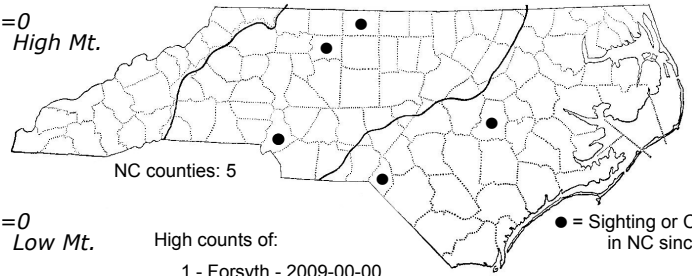 =0
High Mt.
NC counties: 5
=0
Low Mt.
High counts of:
● = Sighting or C
in NC sinc
1 - Forsyth - 2009-00-00